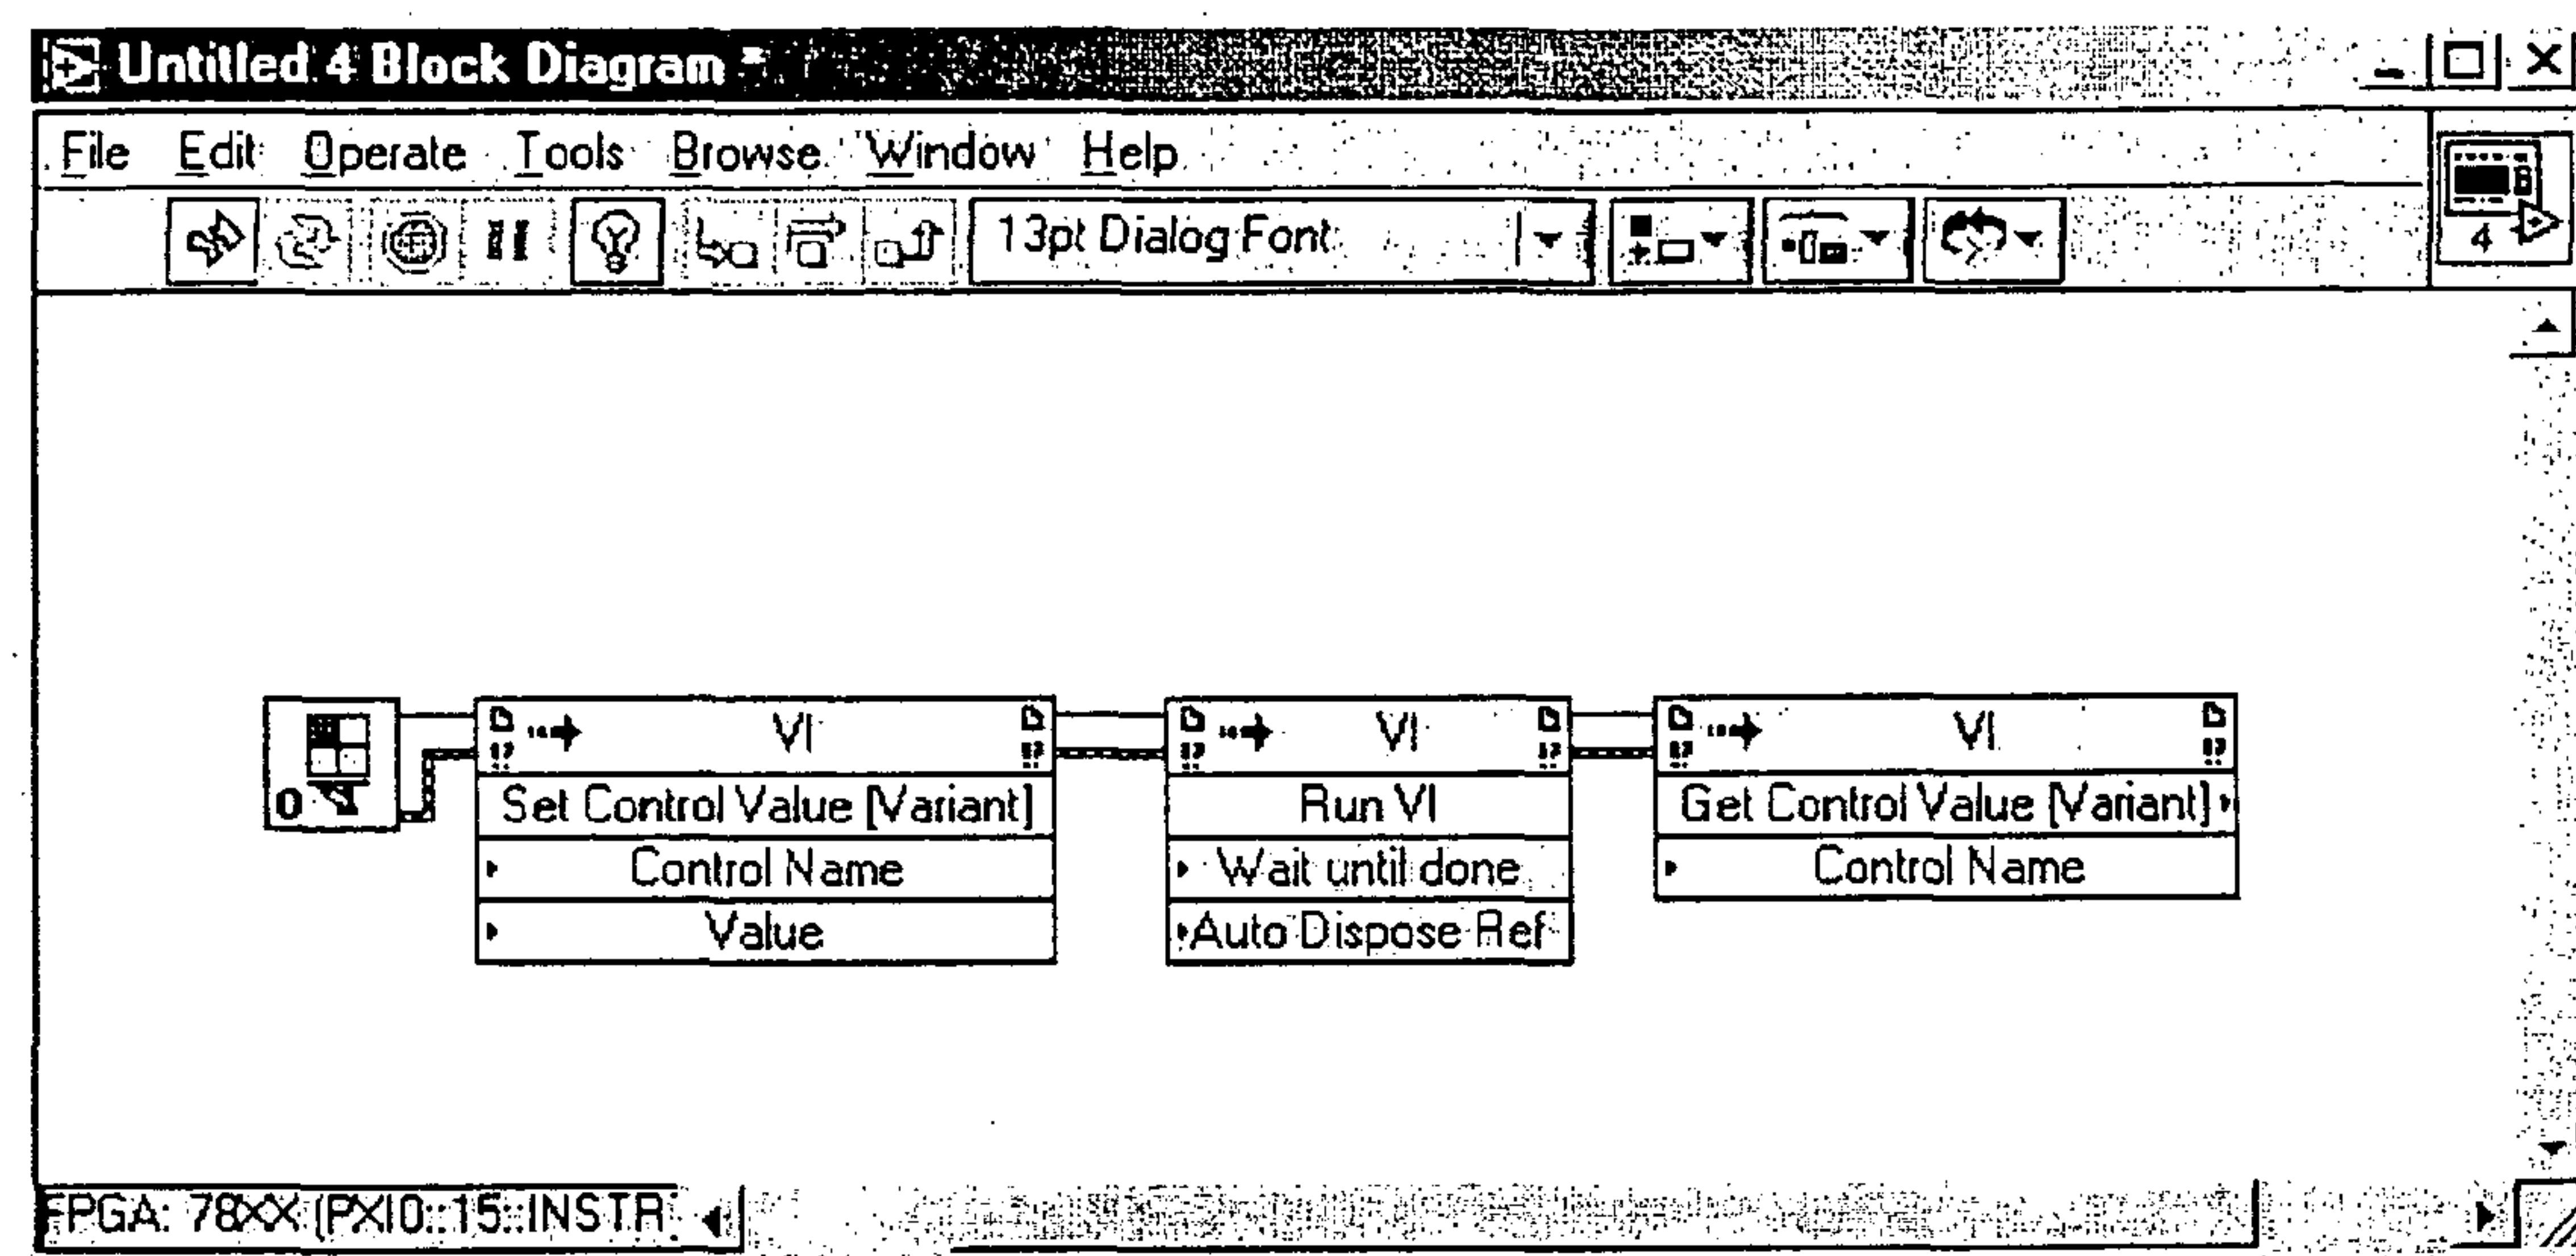 Untitled 4 Block Diagram *
File Edit Operate Tools Browse Window Help
13pt Dialog Font
4
0
VI
Set Control Value [Variant]
Control Name
Value
VI
Run VI
Wait until done
Auto Dispose Ref
VI
Get Control Value [Variant]
Control Name
FPGA: 78XX (PXI0::15::INSTR